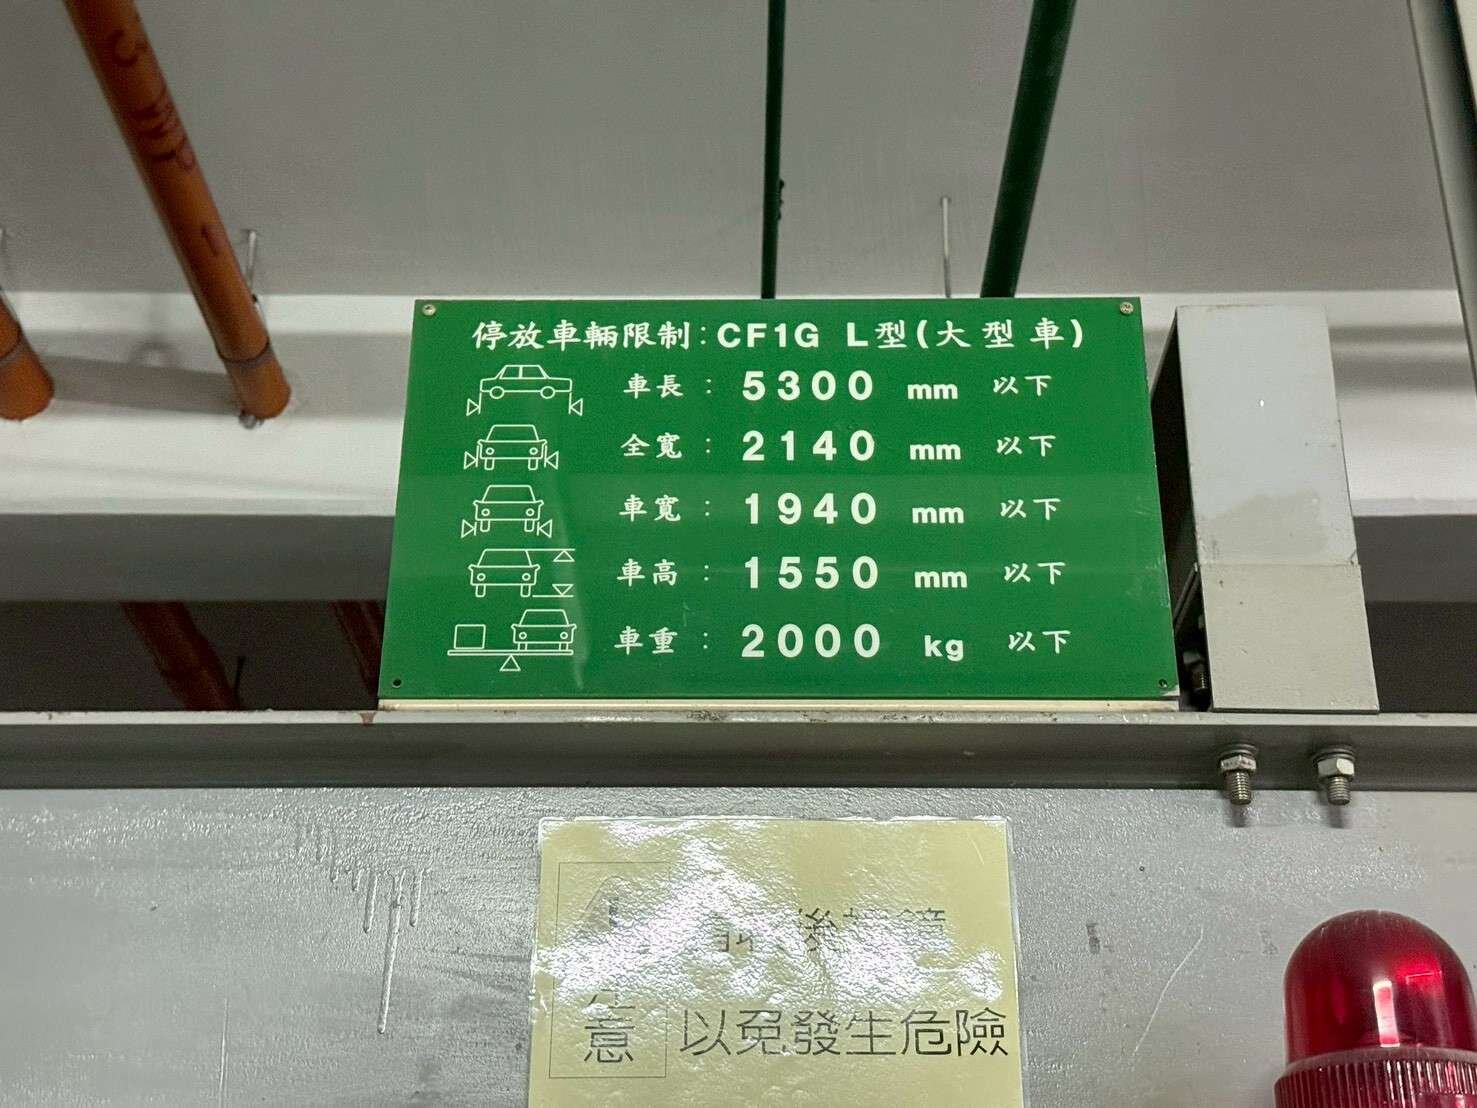 停放車輛限制:CF1G L型(大型車)
車長:5300 mm 以下
全寬:2140 mm 以下
車寬:1940 mm 以下
車高:1550 mm 以下
車重:2000 kg 以下
後 鏡
意 以免發生危險